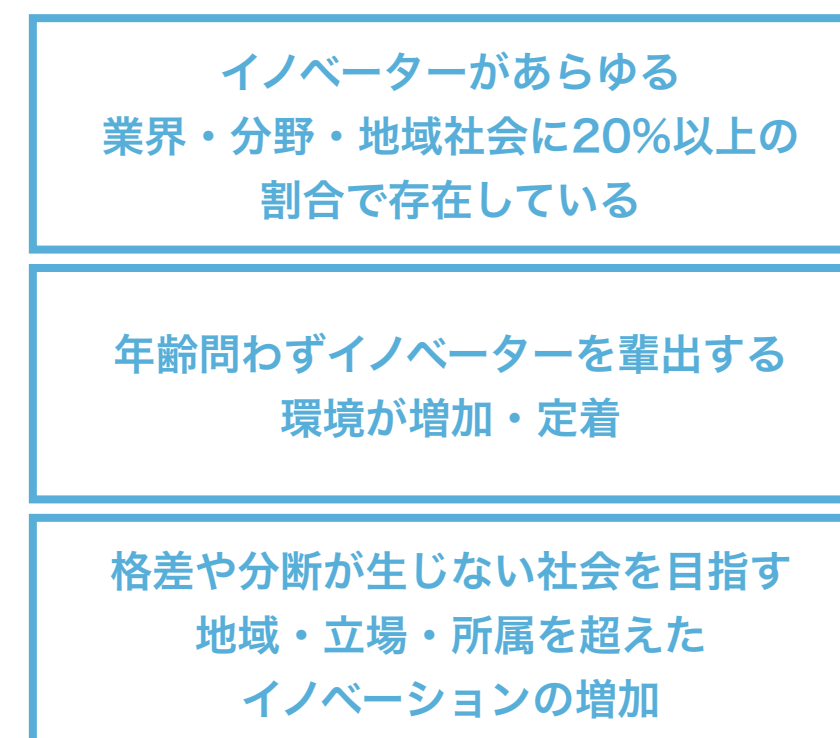 イノベーターがあらゆる
業界・分野・地域社会に20%以上の
割合で存在している
年齢問わずイノベーターを輩出する
環境が増加・定着
格差や分断が生じない社会を目指す
地域・立場・所属を超えた
イノベーションの増加